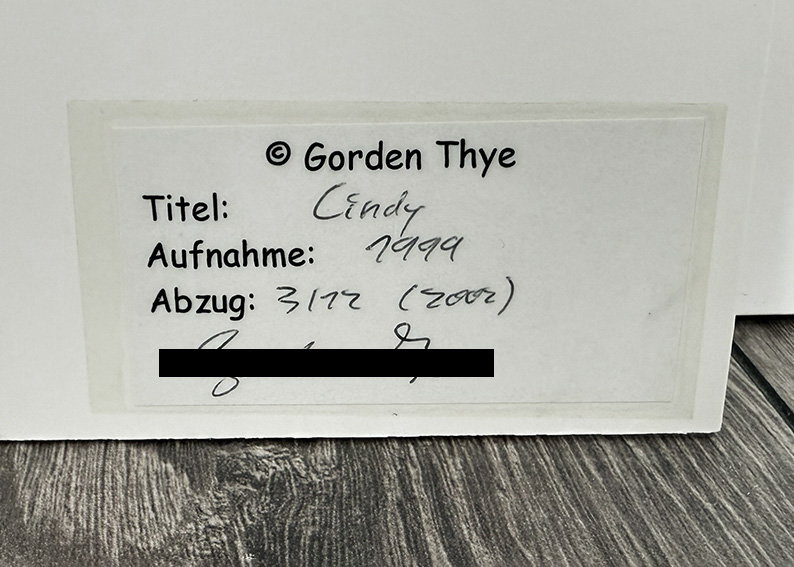 © Gorden Thye
Titel: Cindy
Aufnahme: 1999
Abzug: 3/12 (2002)